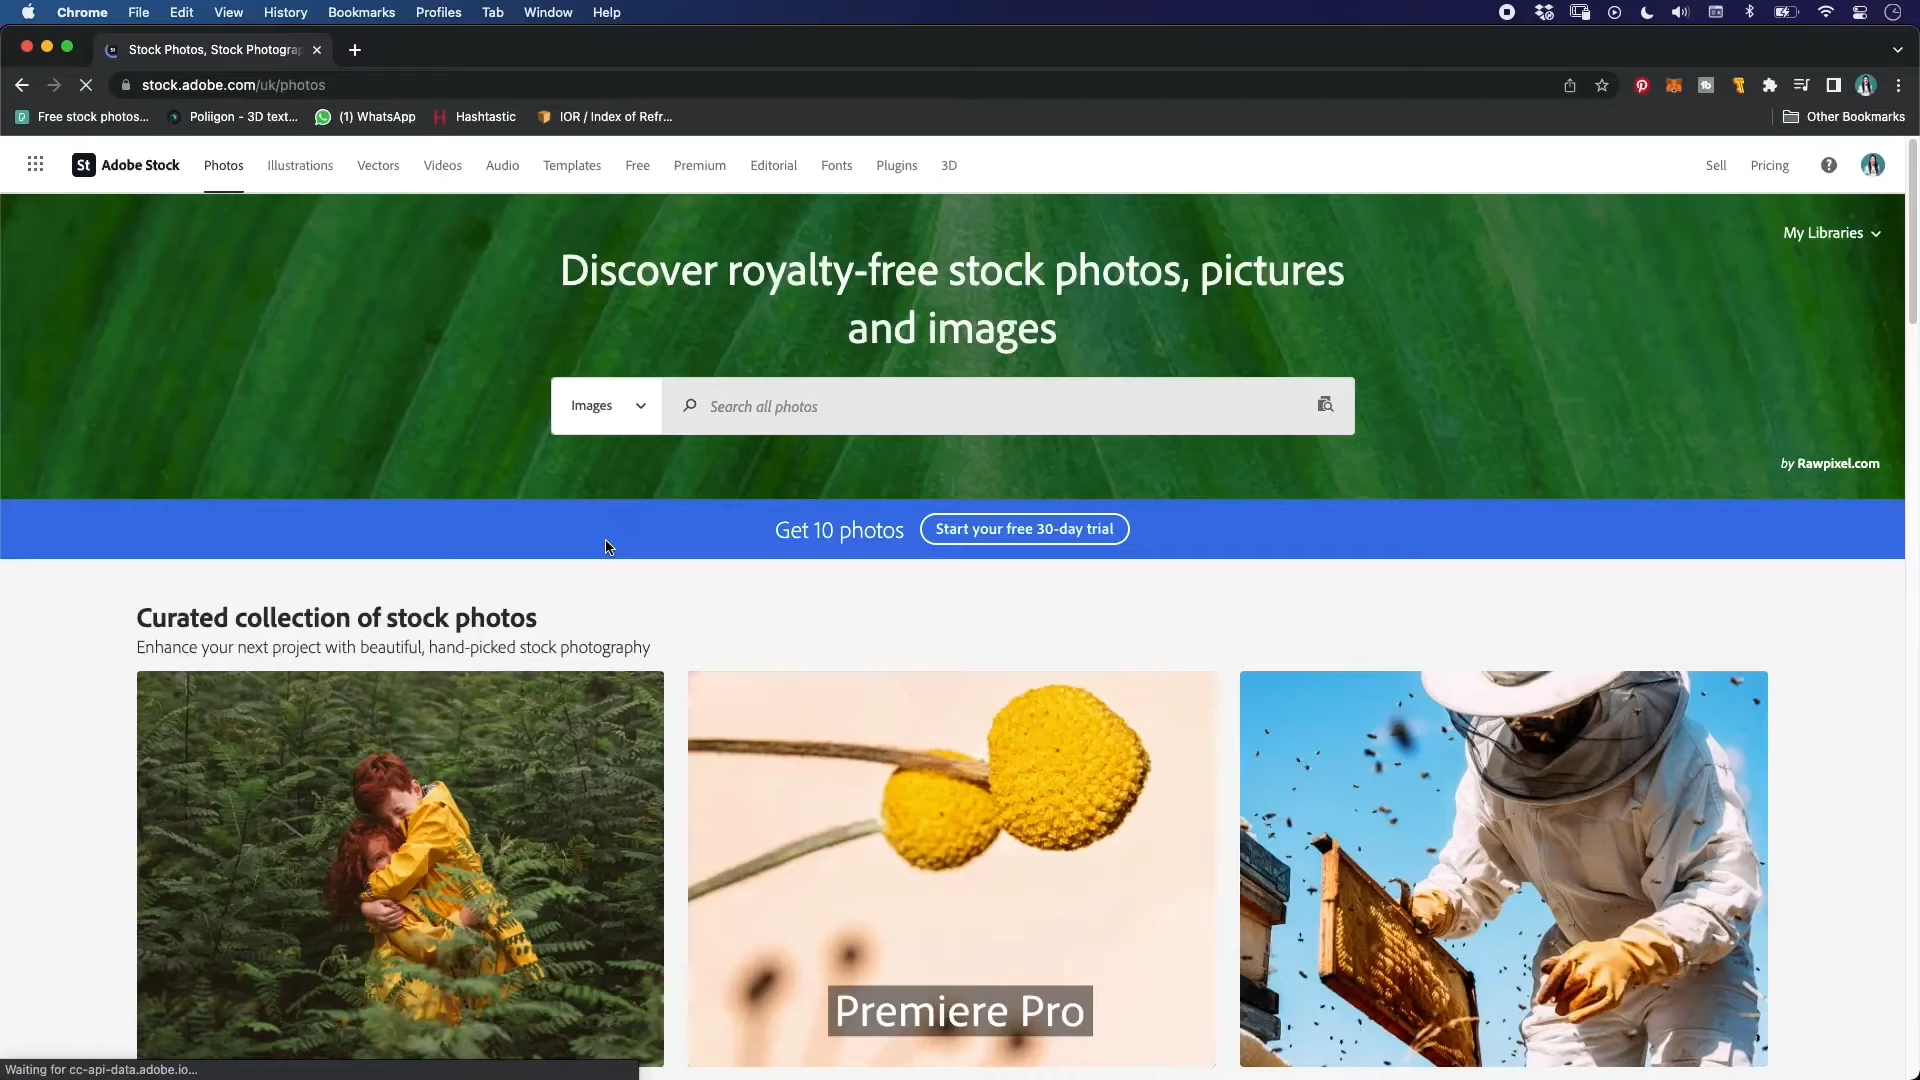 Chrome File Edit View History Bookmarks Profiles Tab Window Help
Stock Photos, Stock Photogra
stock.adobe.com/uk/photos
Free stock photos... Poliigon - 3D text... (1) WhatsApp Hashtastic IOR / Index of Refr... Other Bookmarks
St Adobe Stock Photos Illustrations Vectors Videos Audio Templates Free Premium Editorial Fonts Plugins 3D Sell Pricing
My Libraries
Discover royalty-free stock photos, pictures
and images
Images Search all photos
by Rawpixel.com
Get 10 photos Start your free 30-day trial
Curated collection of stock photos
Enhance your next project with beautiful, hand-picked stock photography
Premiere Pro
Waiting for cc-api-data.adobe.io...